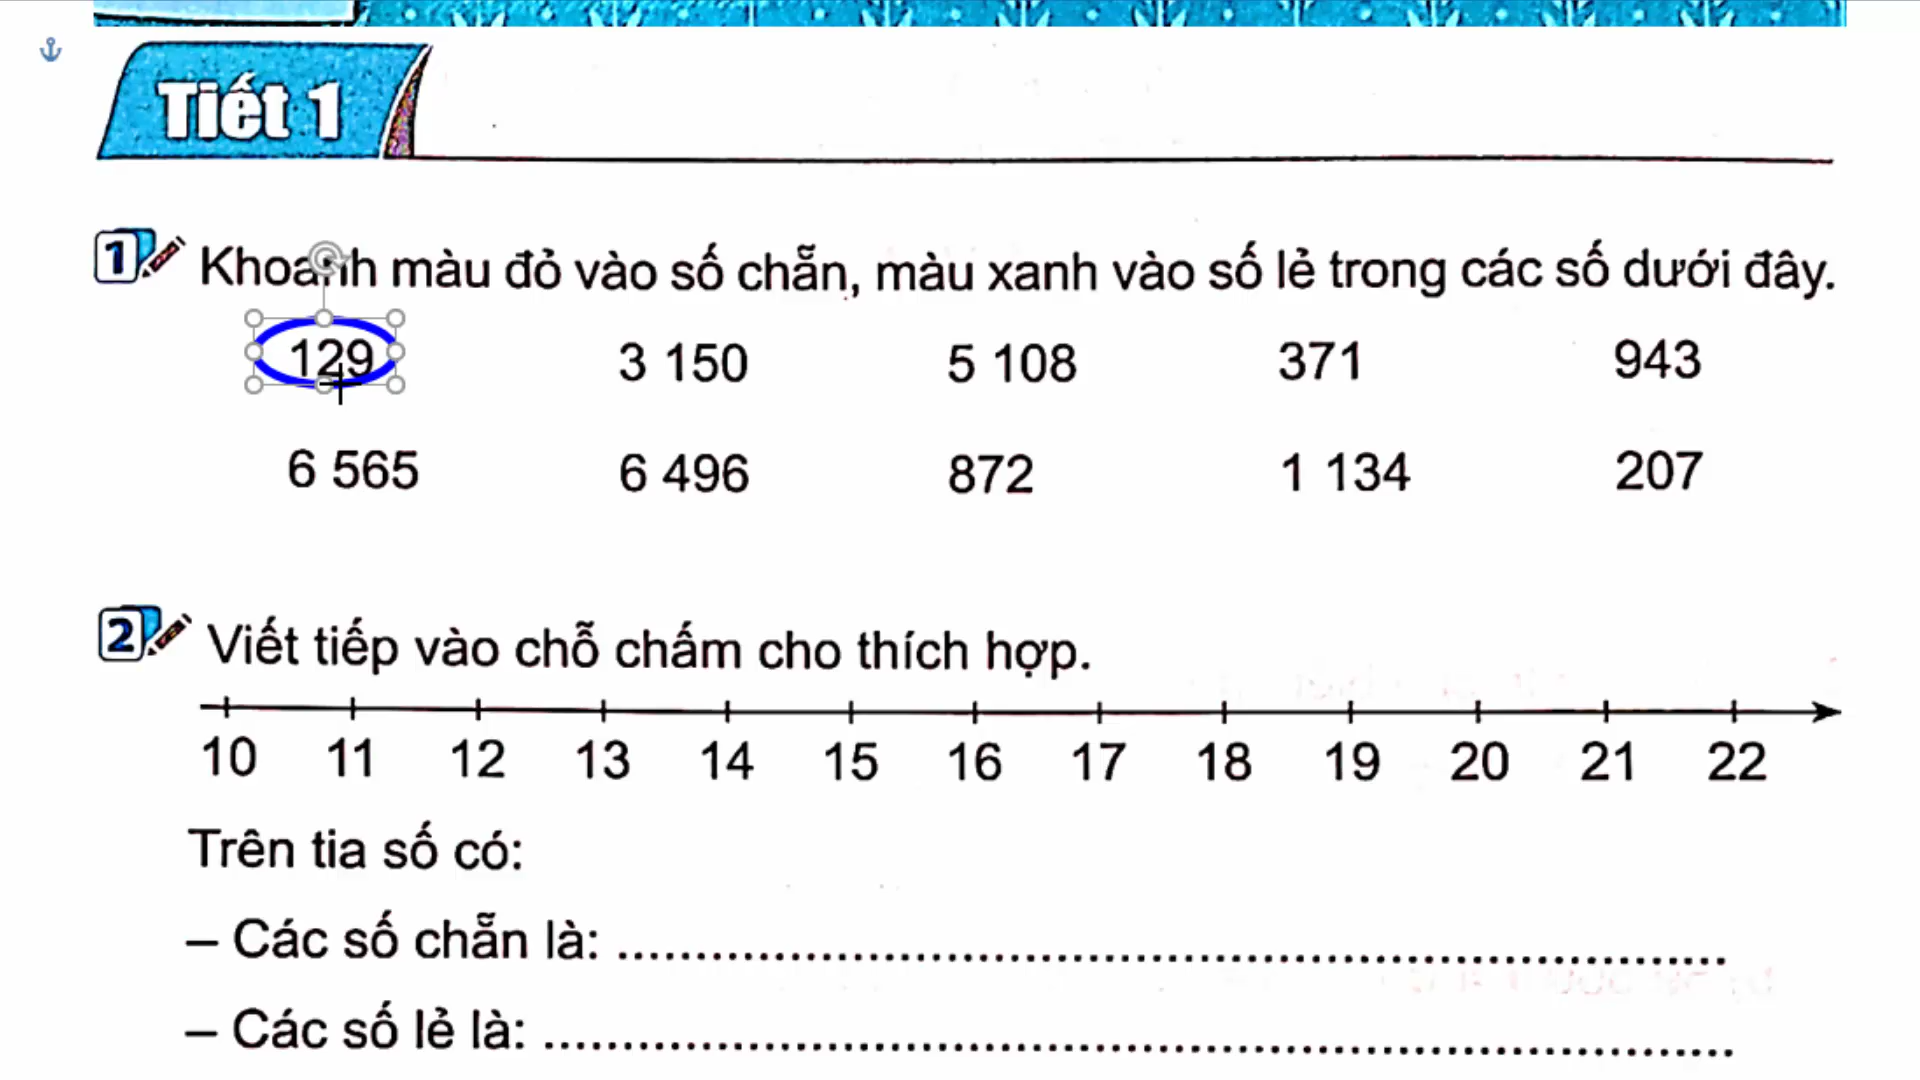 Tiết 1
1 Khoanh màu đỏ vào số chẵn, màu xanh vào số lẻ trong các số dưới đây.
129 3 150 5 108 371 943
6 565 6 496 872 1 134 207
2 Viết tiếp vào chỗ chấm cho thích hợp.
10 11 12 13 14 15 16 17 18 19 20 21 22
Trên tia số có:
– Các số chẵn là: ........................................................................
– Các số lẻ là: ........................................................................